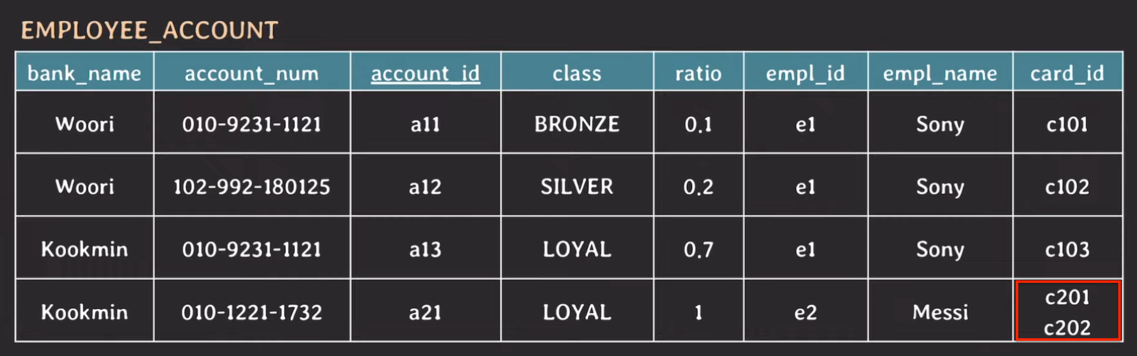 EMPLOYEE_ACCOUNT
bank_name account_num account_id class ratio empl_id empl_name card_id
Woori 010-9231-1121 a11 BRONZE 0.1 e1 Sony c101
Woori 102-992-180125 a12 SILVER 0.2 e1 Sony c102
Kookmin 010-9231-1121 a13 LOYAL 0.7 e1 Sony c103
Kookmin 010-1221-1732 a21 LOYAL 1 e2 Messi c201
c202